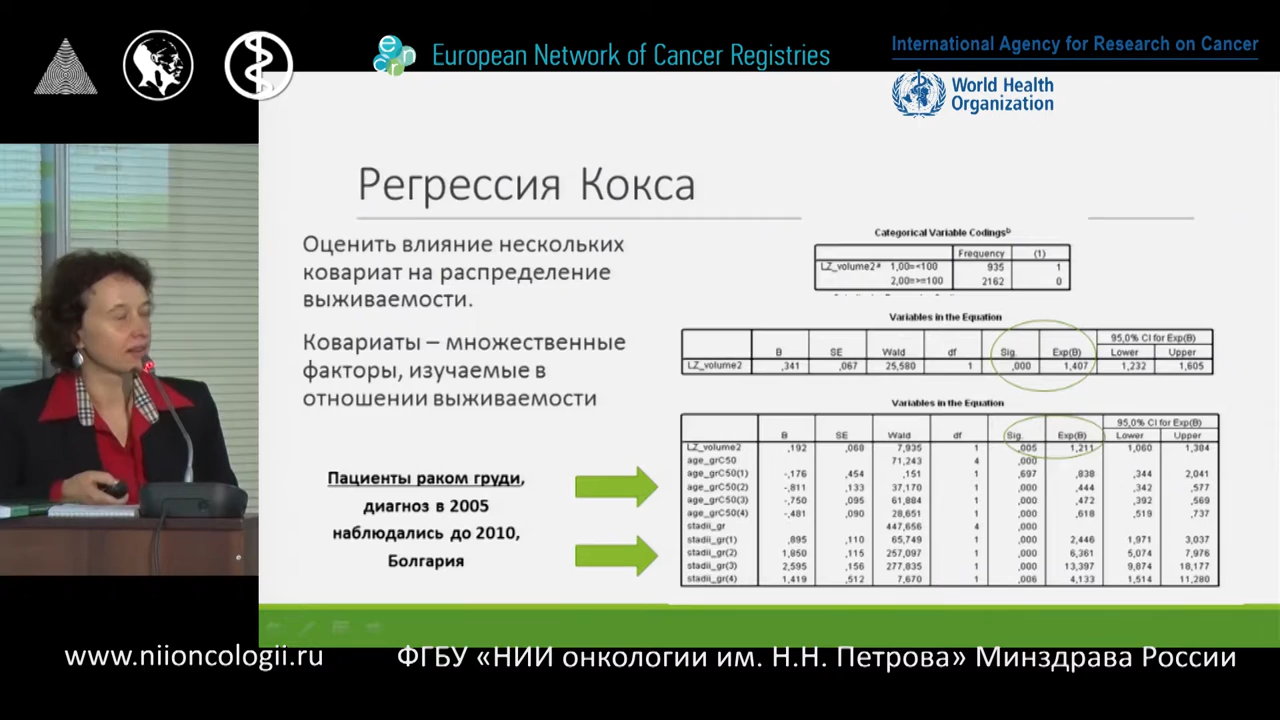 European Network of Cancer Registries
International Agency for Research on Cancer
World Health
Organization
Регрессия Кокса
Оценить влияние нескольких
ковариат на распределение
выживаемости.
Ковариаты – множественные
факторы, изучаемые в
отношении выживаемости
Пациенты раком груди,
диагноз в 2005
наблюдались до 2010,
Болгария
Categorical Variable Codingsᵇ
Frequency (1)
LZ_volume2ᵃ 1,00=<100 935 1
2,00=>=100 2162 0
Variables in the Equation
95,0% CI for Exp(B)
B SE Wald df Sig. Exp(B) Lower Upper
LZ_volume2 ,341 ,067 25,580 1 ,000 1,407 1,232 1,605
Variables in the Equation
95,0% CI for Exp(B)
B SE Wald df Sig. Exp(B) Lower Upper
LZ_volume2 ,192 ,068 7,935 1 ,005 1,211 1,060 1,384
age_grC50 71,243 4 ,000
age_grC50(1) -,176 ,454 ,151 1 ,697 ,838 ,344 2,041
age_grC50(2) -,811 ,133 37,170 1 ,000 ,444 ,342 ,577
age_grC50(3) -,750 ,095 61,884 1 ,000 ,472 ,392 ,569
age_grC50(4) -,481 ,090 28,651 1 ,000 ,618 ,519 ,737
stadii_gr 447,656 4 ,000
stadii_gr(1) ,895 ,110 65,749 1 ,000 2,446 1,971 3,037
stadii_gr(2) 1,850 ,115 257,097 1 ,000 6,361 5,074 7,976
stadii_gr(3) 2,595 ,156 277,835 1 ,000 13,397 9,874 18,177
stadii_gr(4) 1,419 ,512 7,670 1 ,006 4,133 1,514 11,280
www.niioncologii.ru
ФГБУ «НИИ онкологии им. Н.Н. Петрова» Минздрава России